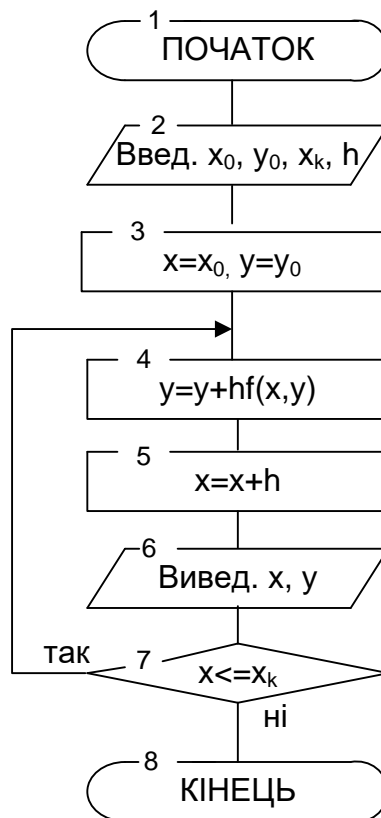 1
ПОЧАТОК
2
Введ. x₀, y₀, xₖ, h
3
x=x₀, y=y₀
4
y=y+hf(x,y)
5
x=x+h
6
Вивед. x, y
так
7
x<=xₖ
ні
8
КІНЕЦЬ